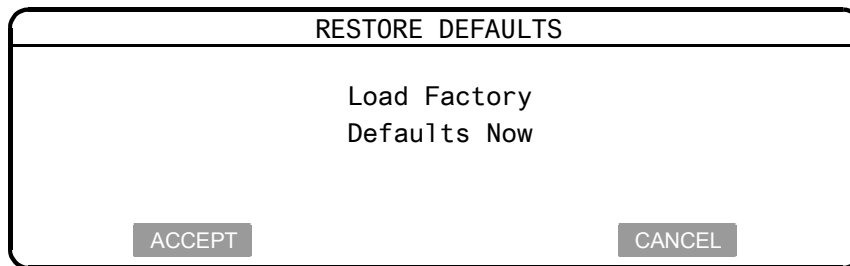 RESTORE DEFAULTS
Load Factory
Defaults Now
ACCEPT CANCEL